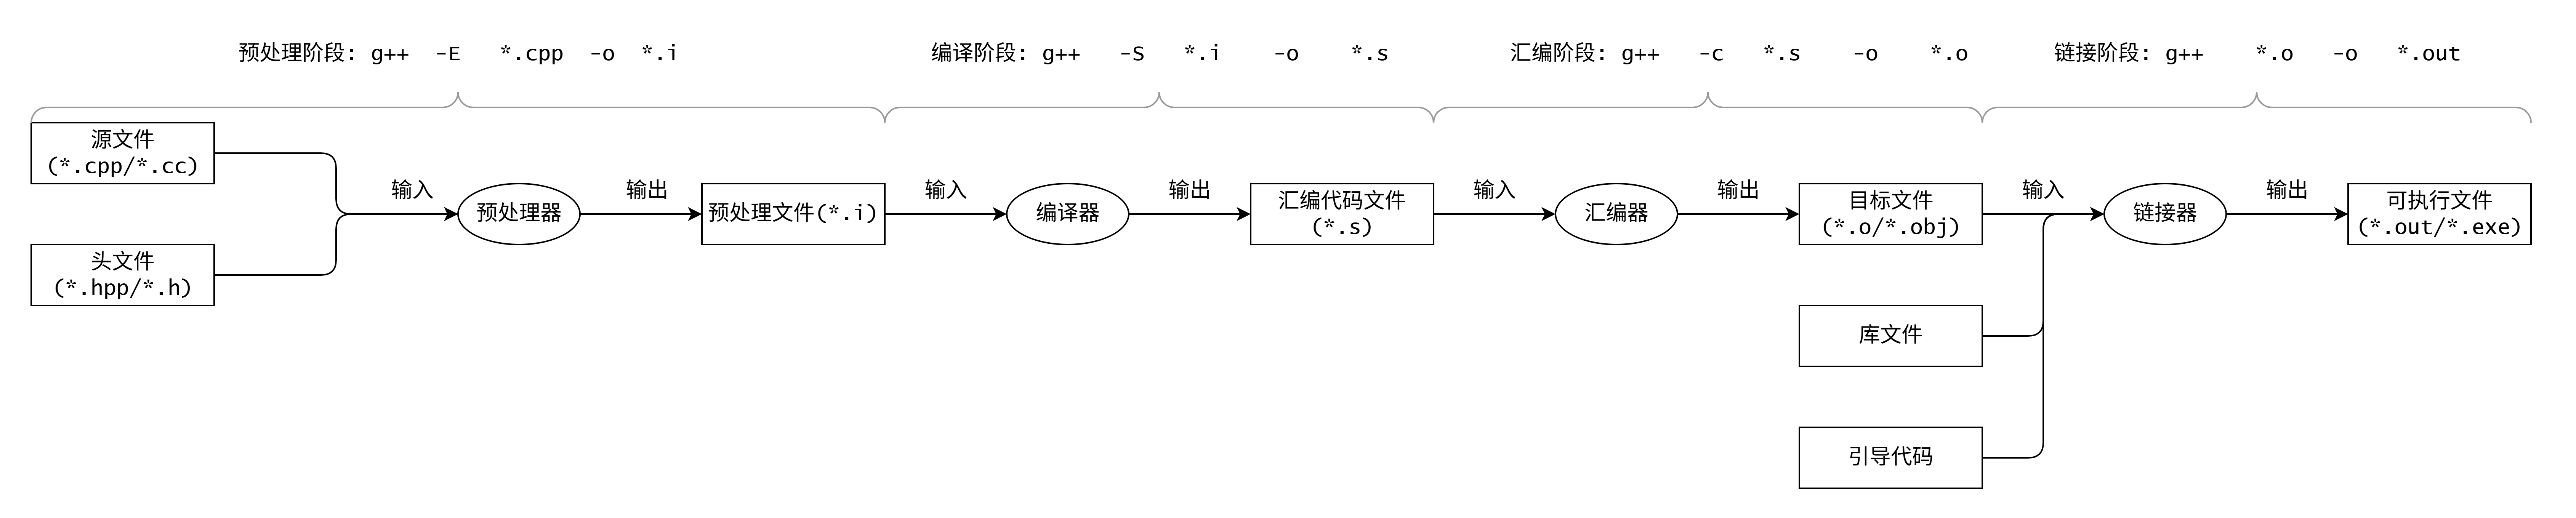 预处理阶段: g++ -E *.cpp -o *.i
编译阶段: g++ -S *.i -o *.s
汇编阶段: g++ -c *.s -o *.o
链接阶段: g++ *.o -o *.out
源文件
(*.cpp/*.cc)
头文件
(*.hpp/*.h)
输入
预处理器
输出
预处理文件(*.i)
输入
编译器
输出
汇编代码文件
(*.s)
输入
汇编器
输出
目标文件
(*.o/*.obj)
库文件
引导代码
输入
链接器
输出
可执行文件
(*.out/*.exe)